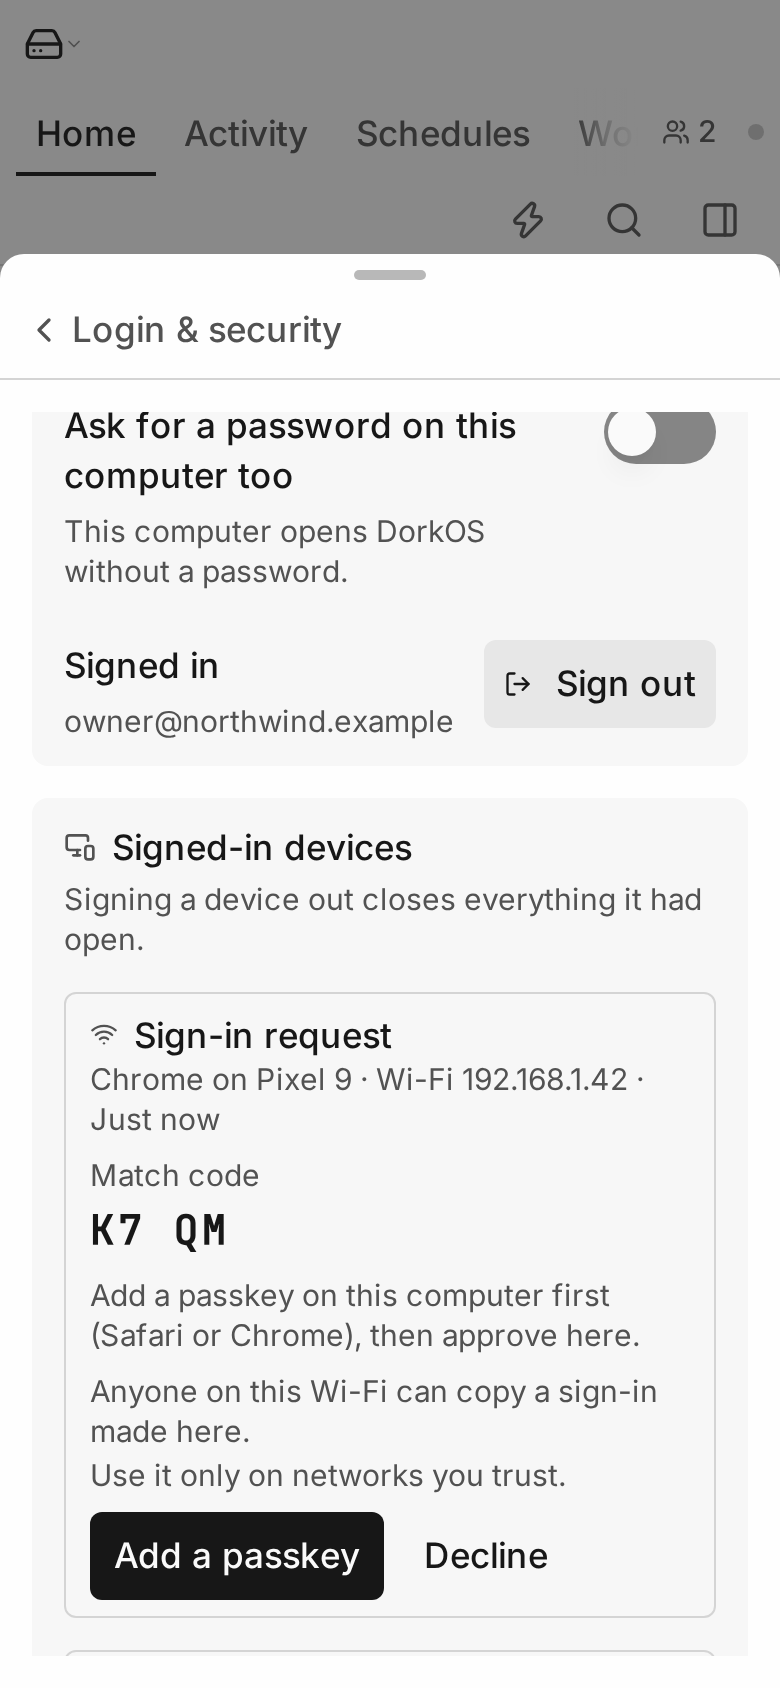 Home Activity Schedules Wo 2
Login & security
Ask for a password on this
computer too
This computer opens DorkOS
without a password.
Signed in
owner@northwind.example
Sign out
Signed-in devices
Signing a device out closes everything it had
open.
Sign-in request
Chrome on Pixel 9 · Wi-Fi 192.168.1.42 ·
Just now
Match code
K7 QM
Add a passkey on this computer first
(Safari or Chrome), then approve here.
Anyone on this Wi-Fi can copy a sign-in
made here.
Use it only on networks you trust.
Add a passkey Decline